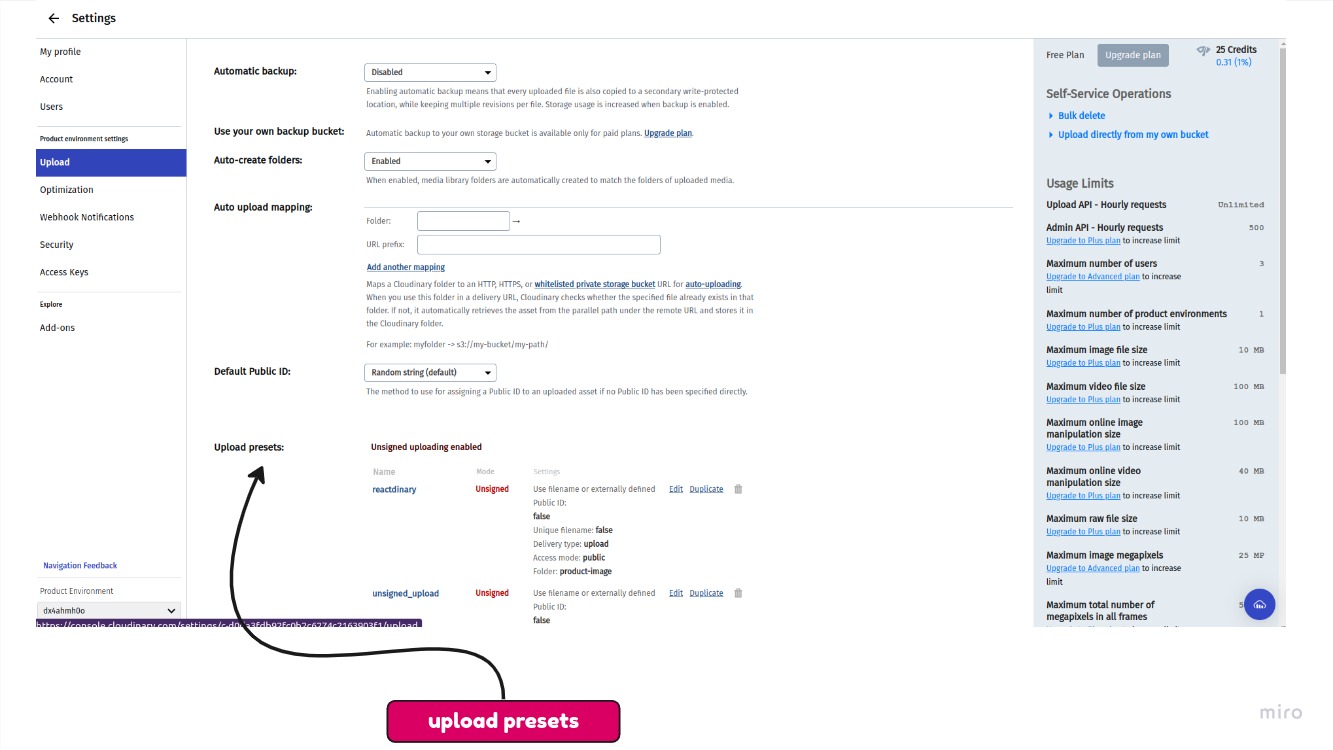 Settings
My profile
Account
Users
Product environment settings
Upload
Optimization
Webhook Notifications
Security
Access Keys
Explore
Add-ons
Navigation Feedback
Product Environment
dx4ahmh0o
Automatic backup:
Disabled
Enabling automatic backup means that every uploaded file is also copied to a secondary write-protected
location, while keeping multiple revisions per file. Storage usage is increased when backup is enabled.
Use your own backup bucket:
Automatic backup to your own storage bucket is available only for paid plans. Upgrade plan.
Auto-create folders:
Enabled
When enabled, media library folders are automatically created to match the folders of uploaded media.
Auto upload mapping:
Folder: →
URL prefix:
Add another mapping
Maps a Cloudinary folder to an HTTP, HTTPS, or whitelisted private storage bucket URL for auto-uploading.
When you use this folder in a delivery URL, Cloudinary checks whether the specified file already exists in that
folder. If not, it automatically retrieves the asset from the parallel path under the remote URL and stores it in
the Cloudinary folder.
For example: myfolder -> s3://my-bucket/my-path/
Default Public ID:
Random string (default)
The method to use for assigning a Public ID to an uploaded asset if no Public ID has been specified directly.
Upload presets:
Unsigned uploading enabled
Name Mode Settings
reactdinary Unsigned Use filename or externally defined Edit Duplicate
Public ID:
false
Unique filename: false
Delivery type: upload
Access mode: public
Folder: product-image
unsigned_upload Unsigned Use filename or externally defined Edit Duplicate
Public ID:
false
Free Plan Upgrade plan 25 Credits
0.31 (1%)
Self-Service Operations
Bulk delete
Upload directly from my own bucket
Usage Limits
Upload API - Hourly requests Unlimited
Admin API - Hourly requests 500
Upgrade to Plus plan to increase limit
Maximum number of users 3
Upgrade to Advanced plan to increase
limit
Maximum number of product environments 1
Upgrade to Plus plan to increase limit
Maximum image file size 10 MB
Upgrade to Plus plan to increase limit
Maximum video file size 100 MB
Upgrade to Plus plan to increase limit
Maximum online image 100 MB
manipulation size
Upgrade to Plus plan to increase limit
Maximum online video 40 MB
manipulation size
Upgrade to Plus plan to increase limit
Maximum raw file size 10 MB
Upgrade to Plus plan to increase limit
Maximum image megapixels 25 MP
Upgrade to Advanced plan to increase
limit
Maximum total number of
megapixels in all frames
upload presets
miro